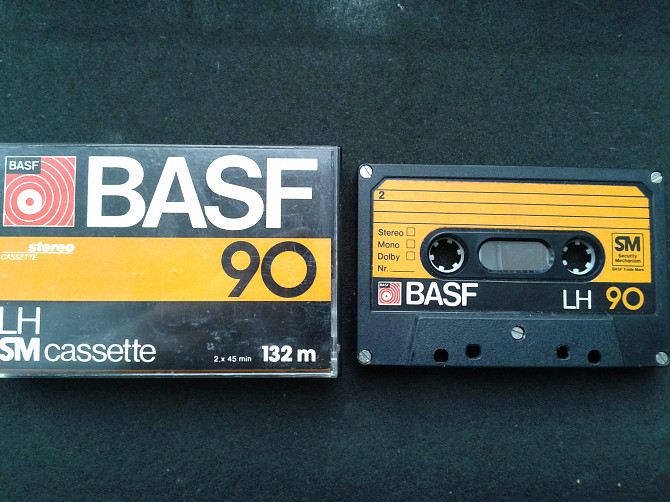 BASF
BASF
stereo
CASSETTE
90
LH
SM cassette
2 x 45 min 132 m
2
Stereo
Mono
Dolby
Nr.
SM
Security
Mechanism
BASF Trade Mark
BASF
BASF
LH 90